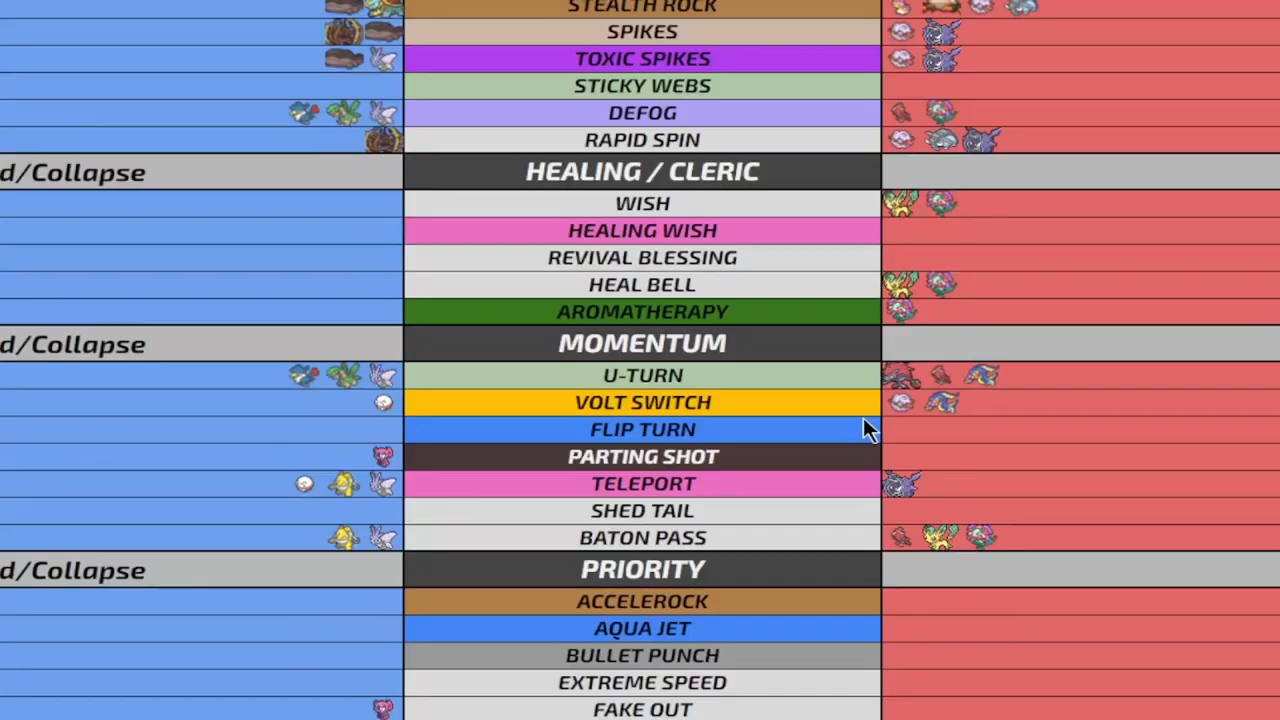 STEALTH ROCK
SPIKES
TOXIC SPIKES
STICKY WEBS
DEFOG
RAPID SPIN
d/Collapse HEALING / CLERIC
WISH
HEALING WISH
REVIVAL BLESSING
HEAL BELL
AROMATHERAPY
d/Collapse MOMENTUM
U-TURN
VOLT SWITCH
FLIP TURN
PARTING SHOT
TELEPORT
SHED TAIL
BATON PASS
d/Collapse PRIORITY
ACCELEROCK
AQUA JET
BULLET PUNCH
EXTREME SPEED
FAKE OUT